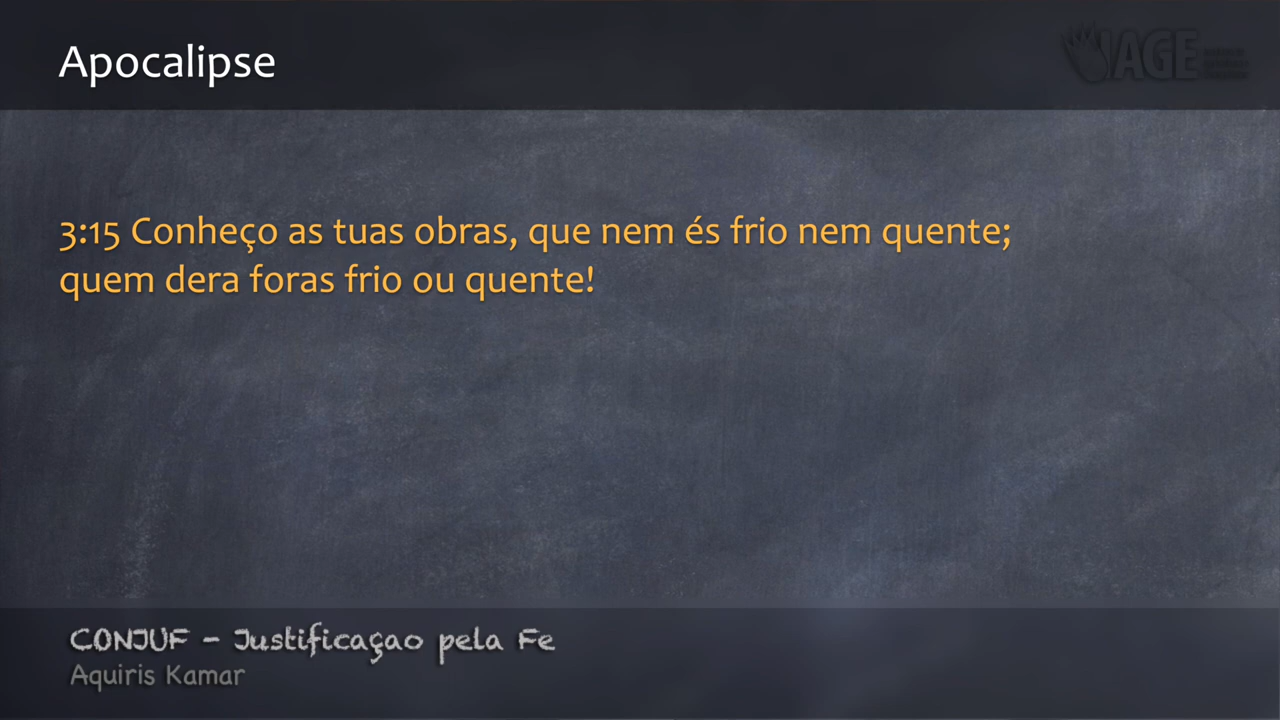 Apocalipse
IAGE
3:15 Conheço as tuas obras, que nem és frio nem quente;
quem dera foras frio ou quente!
CONJUF - Justificaçao pela Fe
Aquiris Kamar